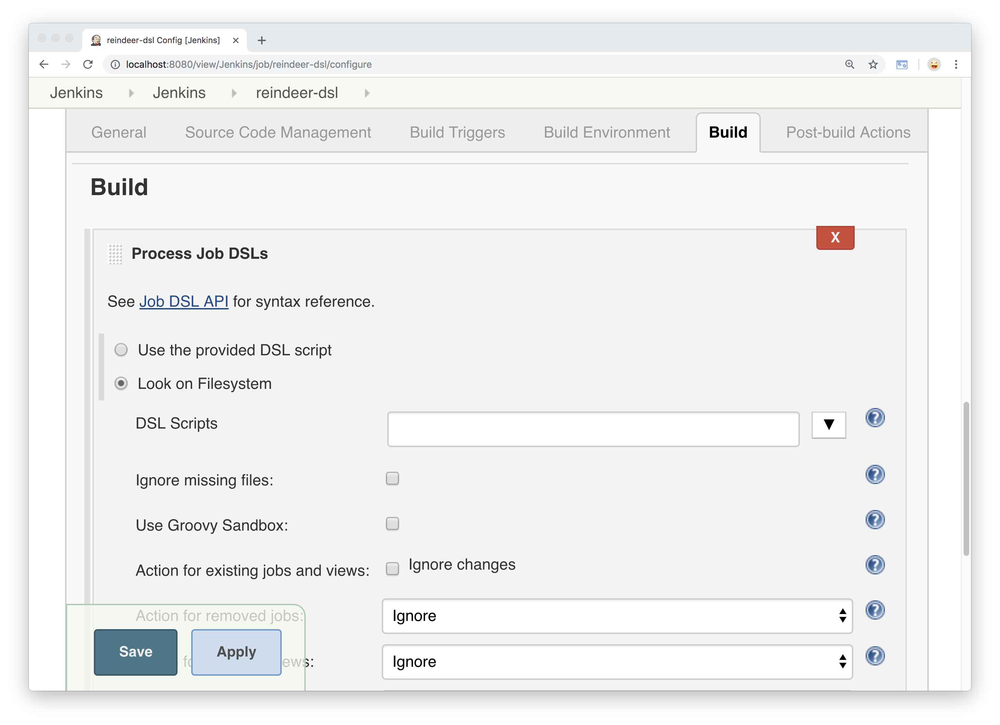 reindeer-dsl Config [Jenkins]
localhost:8080/view/Jenkins/job/reindeer-dsl/configure
Jenkins Jenkins reindeer-dsl
General Source Code Management Build Triggers Build Environment Build Post-build Actions
Build
X
Process Job DSLs
See Job DSL API for syntax reference.
Use the provided DSL script
Look on Filesystem
DSL Scripts ▼
Ignore missing files:
Use Groovy Sandbox:
Action for existing jobs and views: Ignore changes
Action for removed jobs: Ignore
Save Apply
Ignore